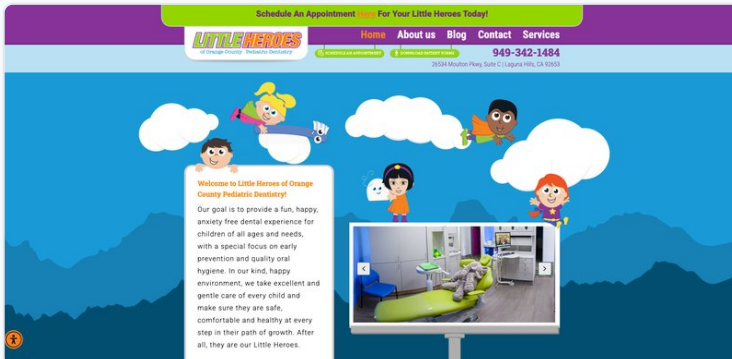 Schedule An Appointment Here For Your Little Heroes Today!
LITTLE HEROES
of Orange County · Pediatric Dentistry
Home About us Blog Contact Services
SCHEDULE AN APPOINTMENT
DOWNLOAD PATIENT FORMS
949-342-1484
26534 Moulton Pkwy, Suite C | Laguna Hills, CA 92653
Welcome to Little Heroes of Orange
County Pediatric Dentistry!
Our goal is to provide a fun, happy,
anxiety free dental experience for
children of all ages and needs,
with a special focus on early
prevention and quality oral
hygiene. In our kind, happy
environment, we take excellent and
gentle care of every child and
make sure they are safe,
comfortable and healthy at every
step in their path of growth. After
all, they are our Little Heroes.